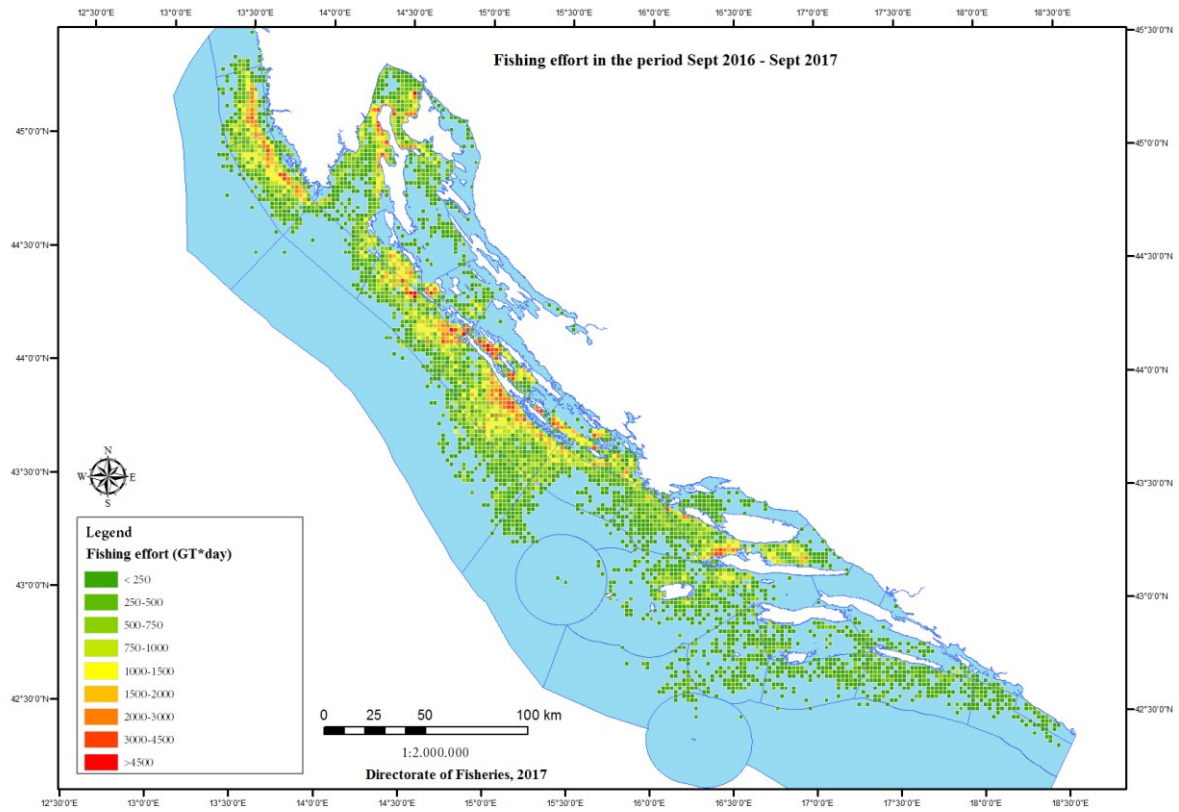 12°30'0"E 13°0'0"E 13°30'0"E 14°0'0"E 14°30'0"E 15°0'0"E 15°30'0"E 16°0'0"E 16°30'0"E 17°0'0"E 17°30'0"E 18°0'0"E 18°30'0"E
45°30'0"N
Fishing effort in the period Sept 2016 - Sept 2017
45°0'0"N 45°0'0"N
44°30'0"N 44°30'0"N
44°0'0"N 44°0'0"N
43°30'0"N 43°30'0"N
N
W E
S
Legend
Fishing effort (GT*day)
< 250
250-500
500-750
750-1000
1000-1500
1500-2000
2000-3000
3000-4500
>4500
43°0'0"N 43°0'0"N
42°30'0"N 42°30'0"N
0 25 50 100 km
1:2.000.000
Directorate of Fisheries, 2017
12°30'0"E 13°0'0"E 13°30'0"E 14°0'0"E 14°30'0"E 15°0'0"E 15°30'0"E 16°0'0"E 16°30'0"E 17°0'0"E 17°30'0"E 18°0'0"E